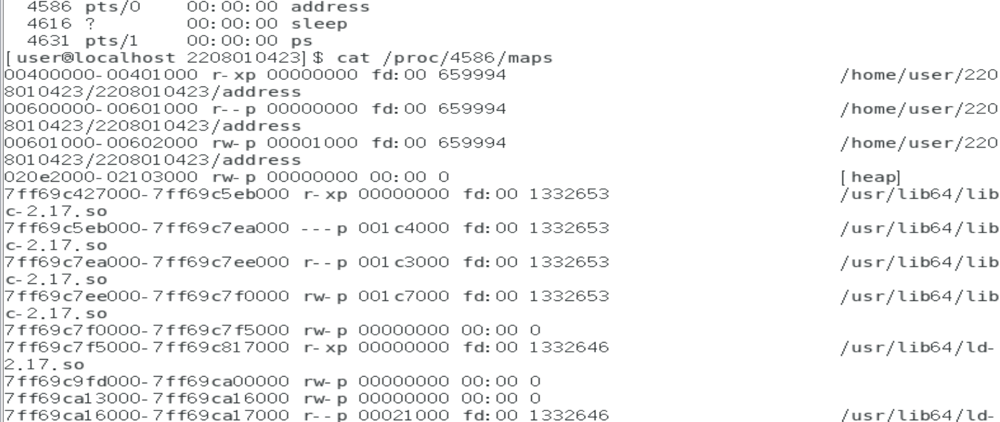 4586 pts/0    00:00:00 address
4616 ?        00:00:00 sleep
4631 pts/1    00:00:00 ps
[user@localhost 2208010423]$ cat /proc/4586/maps
00400000-00401000 r-xp 00000000 fd:00 659994 /home/user/220
8010423/2208010423/address
00600000-00601000 r--p 00000000 fd:00 659994 /home/user/220
8010423/2208010423/address
00601000-00602000 rw-p 00001000 fd:00 659994 /home/user/220
8010423/2208010423/address
020e2000-02103000 rw-p 00000000 00:00 0 [heap]
7ff69c427000-7ff69c5eb000 r-xp 00000000 fd:00 1332653 /usr/lib64/lib
c-2.17.so
7ff69c5eb000-7ff69c7ea000 ---p 001c4000 fd:00 1332653 /usr/lib64/lib
c-2.17.so
7ff69c7ea000-7ff69c7ee000 r--p 001c3000 fd:00 1332653 /usr/lib64/lib
c-2.17.so
7ff69c7ee000-7ff69c7f0000 rw-p 001c7000 fd:00 1332653 /usr/lib64/lib
c-2.17.so
7ff69c7f0000-7ff69c7f5000 rw-p 00000000 00:00 0
7ff69c7f5000-7ff69c817000 r-xp 00000000 fd:00 1332646 /usr/lib64/ld-
2.17.so
7ff69c9fd000-7ff69ca00000 rw-p 00000000 00:00 0
7ff69ca13000-7ff69ca16000 rw-p 00000000 00:00 0
7ff69ca16000-7ff69ca17000 r--p 00021000 fd:00 1332646 /usr/lib64/ld-